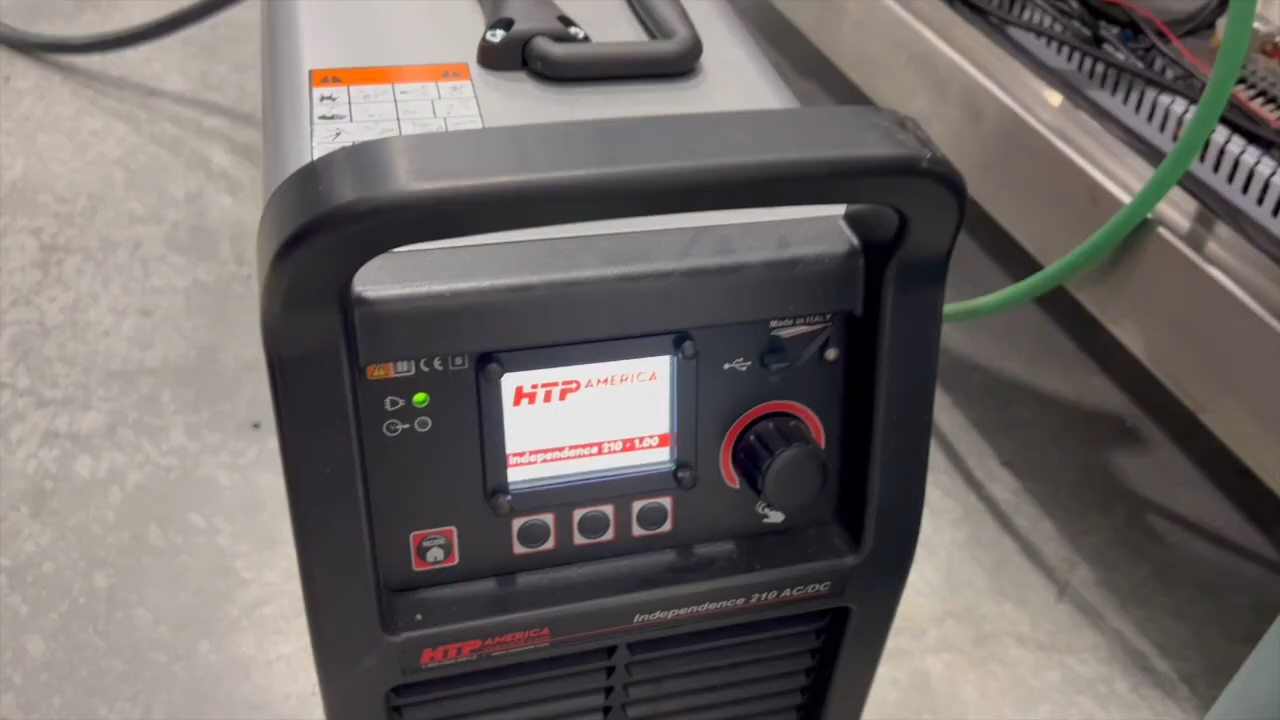 Made in ITALY
HTP AMERICA
Independence 210 - 1.00
MODE
Independence 210 AC/DC
HTP AMERICA